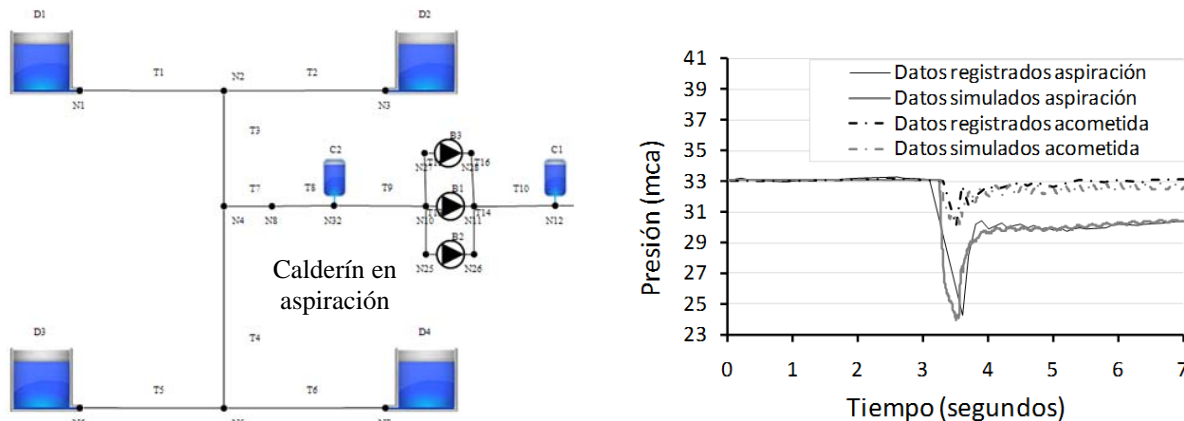 D1
D2
T1
N2
T2
N1
N3
T3
B3
C2
C1
N27
T16
N28
T7
T8
T9
B1
T10
N4
N8
N32
N10
T14
N11
N12
B2
N25
N26
Calderín en
aspiración
D3
D4
T4
T5
T6
Presión (mca)
41
39
37
35
33
31
29
27
25
23
Datos registrados aspiración
Datos simulados aspiración
Datos registrados acometida
Datos simulados acometida
0
1
2
3
4
5
6
7
Tiempo (segundos)